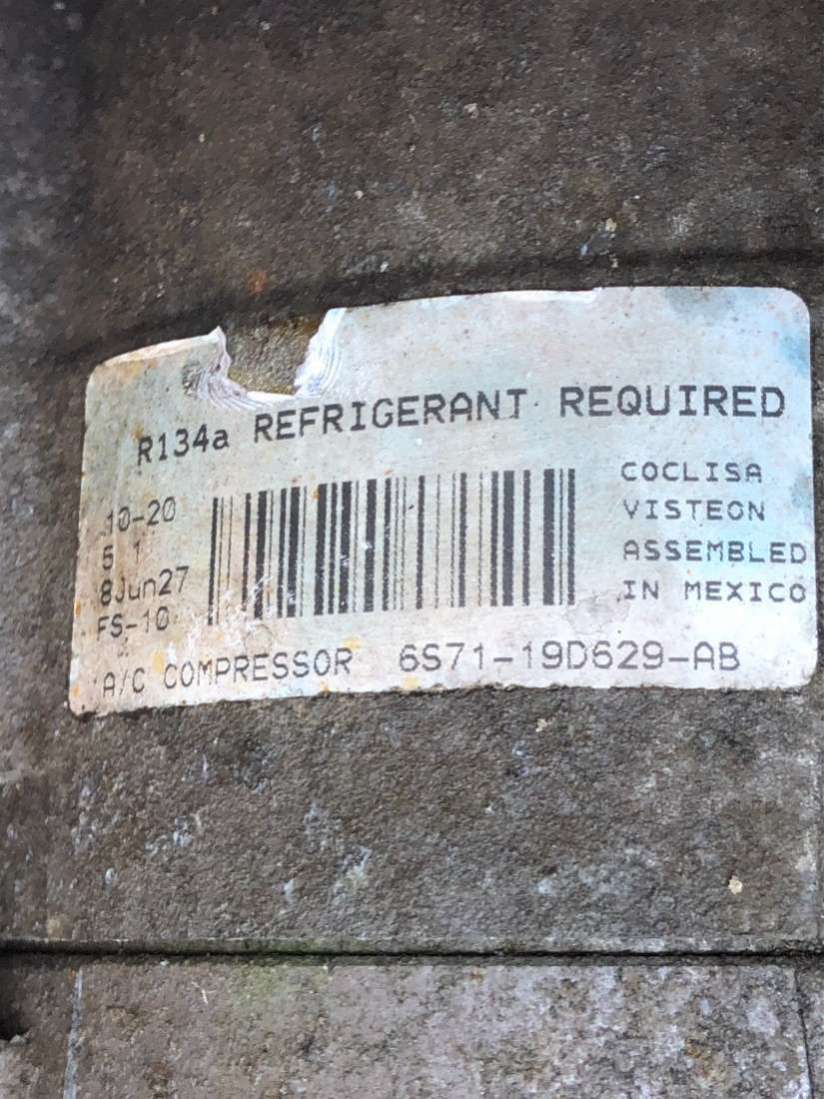 R134a REFRIGERANT REQUIRED
10-20
5 1
8Jun27
FS-10
COCLISA
VISTEON
ASSEMBLED
IN MEXICO
A/C COMPRESSOR 6S71-19D629-AB